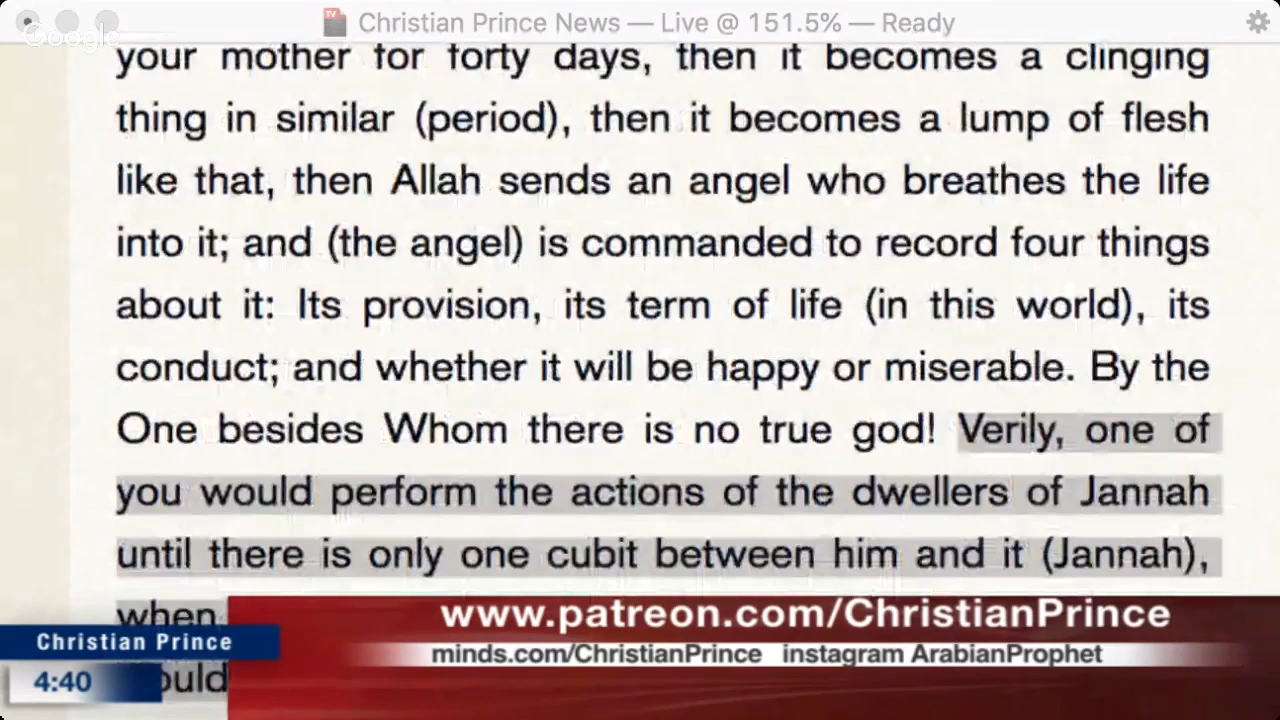 Christian Prince News — Live @ 151.5% — Ready
Google
your mother for forty days, then it becomes a clinging
thing in similar (period), then it becomes a lump of flesh
like that, then Allah sends an angel who breathes the life
into it; and (the angel) is commanded to record four things
about it: Its provision, its term of life (in this world), its
conduct; and whether it will be happy or miserable. By the
One besides Whom there is no true god! Verily, one of
you would perform the actions of the dwellers of Jannah
until there is only one cubit between him and it (Jannah),
when
www.patreon.com/ChristianPrince
Christian Prince
minds.com/ChristianPrince instagram ArabianProphet
4:40